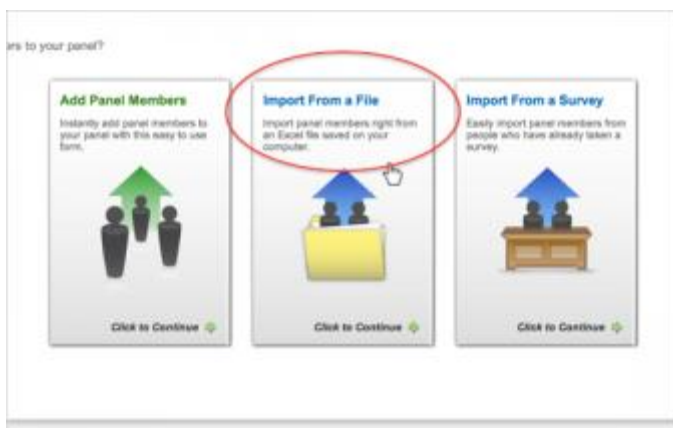 ers to your panel?
Add Panel Members
Instantly add panel members to
your panel with this easy to use
form.
Click to Continue
Import From a File
Import panel members right from
an Excel file saved on your
computer.
Click to Continue
Import From a Survey
Easily import panel members from
people who have already taken a
survey.
Click to Continue